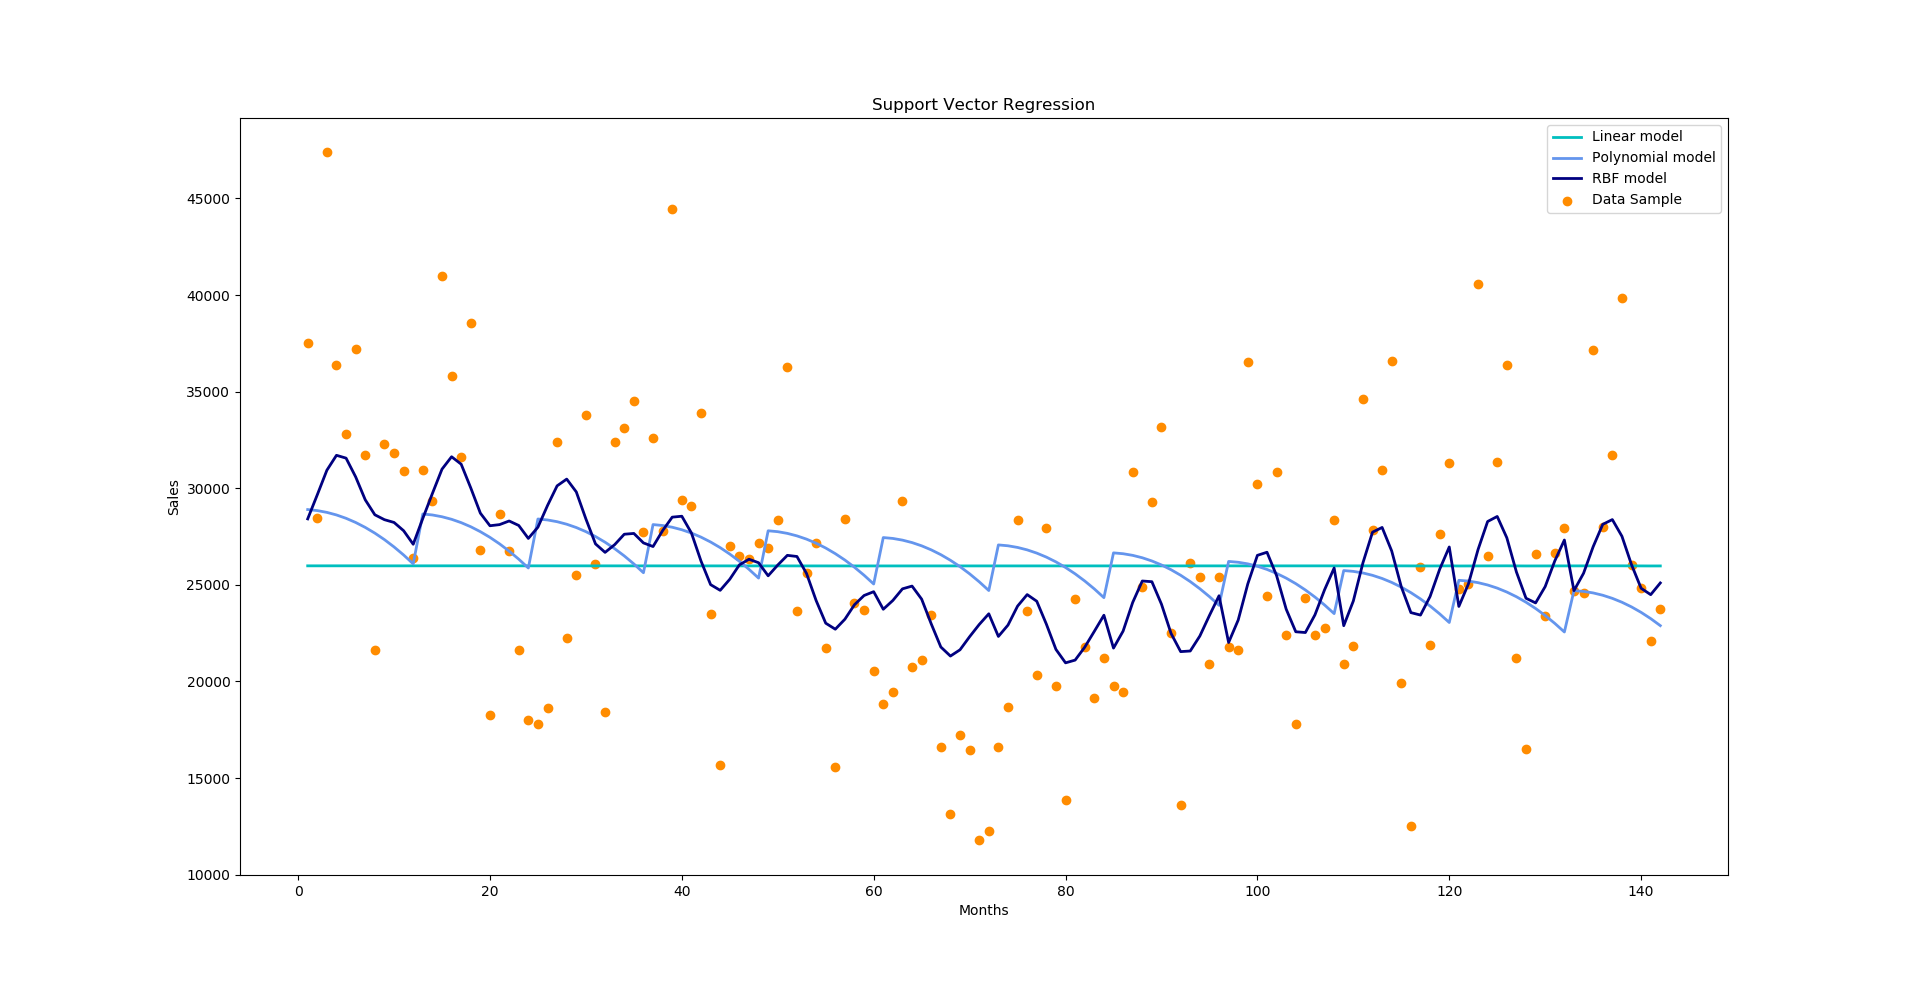 Support Vector Regression
Linear model
Polynomial model
RBF model
Data Sample
45000
40000
35000
30000
25000
20000
15000
10000
Sales
0 20 40 60 80 100 120 140
Months